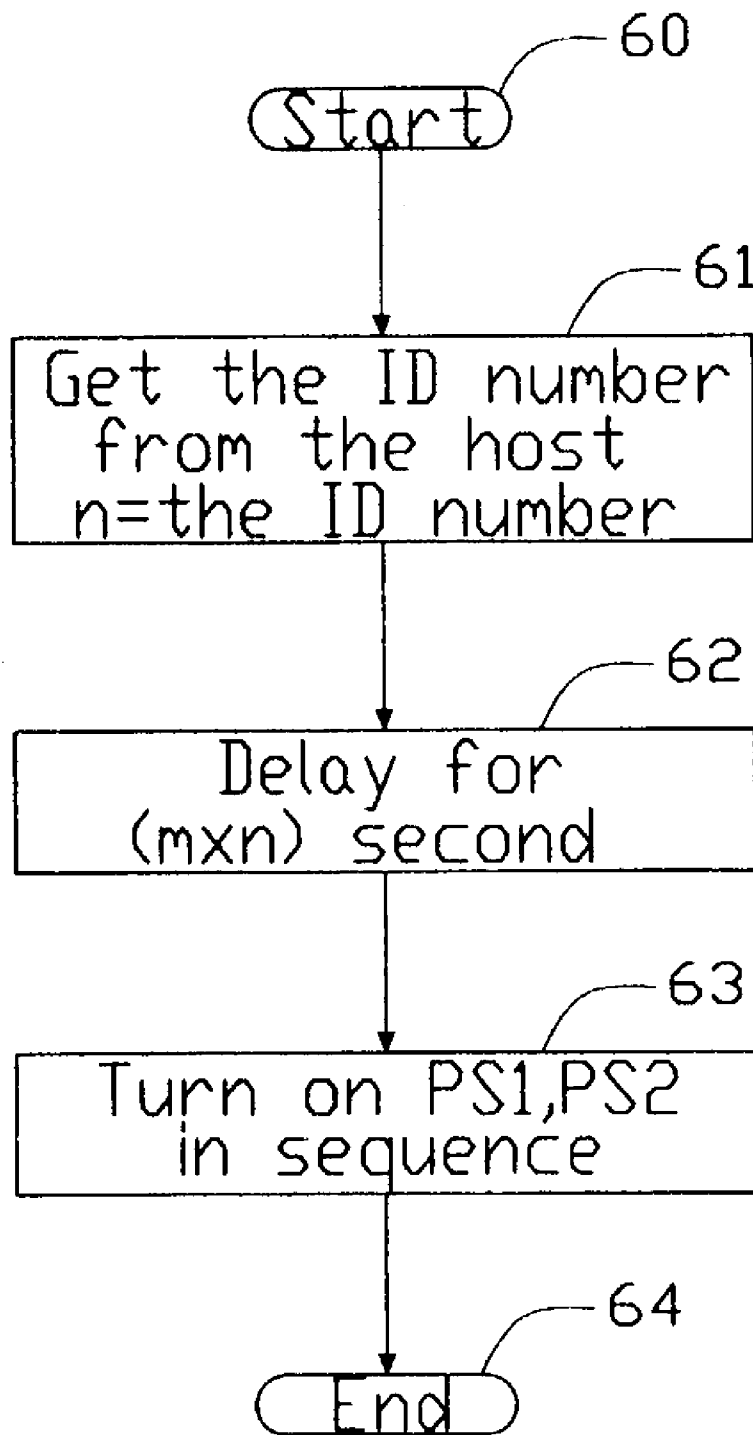 60
Start
61
Get the ID number
from the host
n=the ID number
62
Delay for
(mxn) second
63
Turn on PS1,PS2
in sequence
64
End